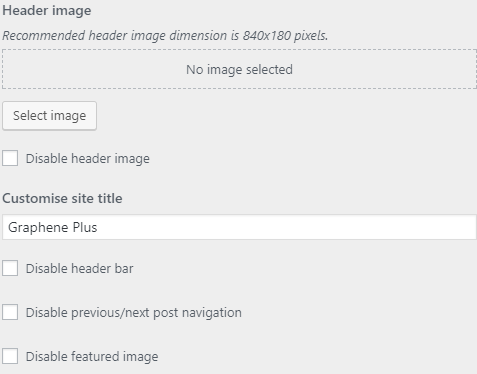 Header image
Recommended header image dimension is 840x180 pixels.
No image selected
Select image
Disable header image
Customise site title
Graphene Plus
Disable header bar
Disable previous/next post navigation
Disable featured image